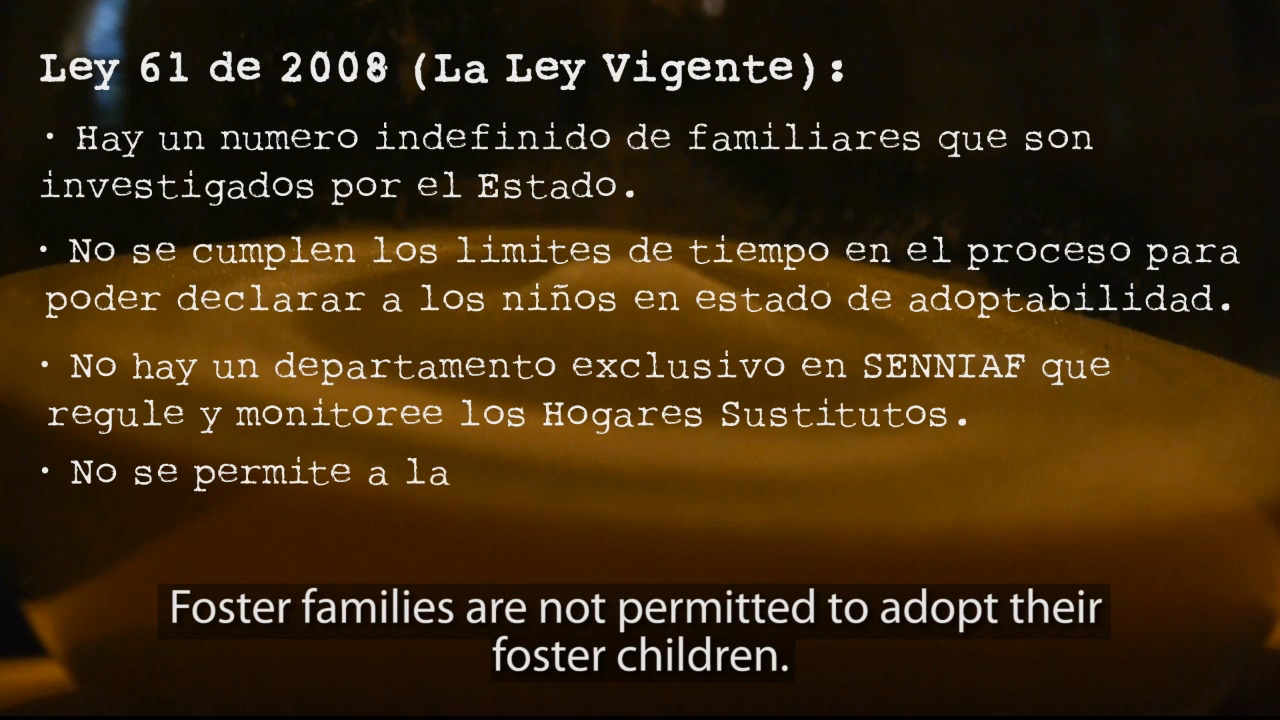 Ley 61 de 2008 (La Ley Vigente):
· Hay un numero indefinido de familiares que son
investigados por el Estado.
· No se cumplen los limites de tiempo en el proceso para
poder declarar a los niños en estado de adoptabilidad.
· No hay un departamento exclusivo en SENNIAF que
regule y monitoree los Hogares Sustitutos.
· No se permite a la
Foster families are not permitted to adopt their
foster children.